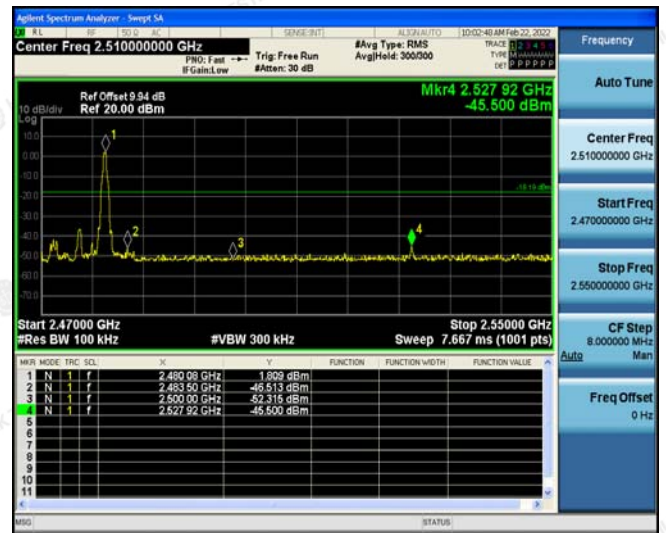 Agilent Spectrum Analyzer - Swept SA
RL RF 50 Ω AC SENSE:INT ALIGN AUTO 10:02:48 AM Feb 22, 2022
Center Freq 2.510000000 GHz
PNO: Fast
IFGain:Low
Trig: Free Run
#Atten: 30 dB
#Avg Type: RMS
Avg|Hold: 300/300
TRACE 1 2 3 4 5 6
TYPE M
DET P P P P P P
Ref Offset 9.94 dB
Ref 20.00 dBm
10 dB/div
Log
Mkr4 2.527 92 GHz
-45.500 dBm
10.0
0.00
-10.0
-20.0
-30.0
-40.0
-50.0
-60.0
-70.0
1
2
3
4
-18.19 dBm
Start 2.47000 GHz
Stop 2.55000 GHz
#Res BW 100 kHz
#VBW 300 kHz
Sweep 7.667 ms (1001 pts)
MKR MODE TRC SCL X Y FUNCTION FUNCTION WIDTH FUNCTION VALUE
1 N 1 f 2.480 08 GHz 1.809 dBm
2 N 1 f 2.483 50 GHz -46.513 dBm
3 N 1 f 2.500 00 GHz -52.315 dBm
4 N 1 f 2.527 92 GHz -45.500 dBm
5
6
7
8
9
10
11
MSG
STATUS
Frequency
Auto Tune
Center Freq
2.510000000 GHz
Start Freq
2.470000000 GHz
Stop Freq
2.550000000 GHz
CF Step
8.000000 MHz
Auto Man
Freq Offset
0 Hz